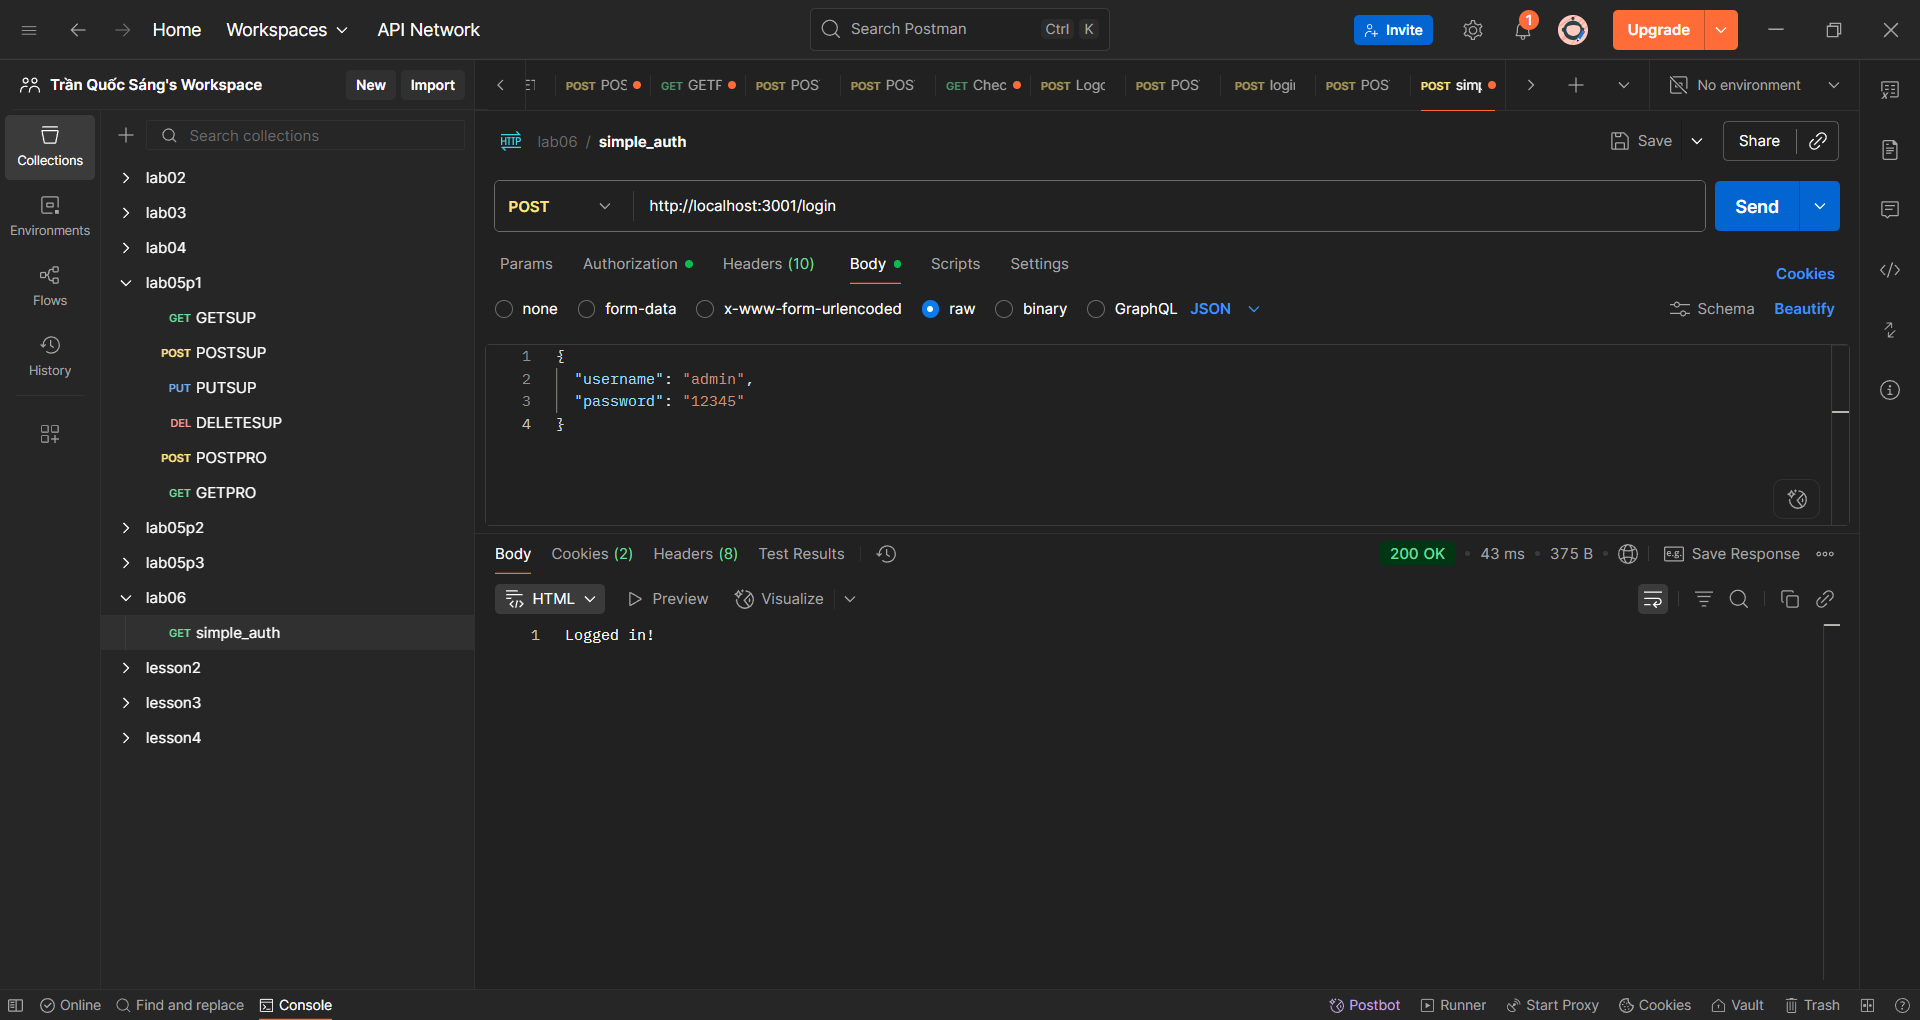 Home Workspaces API Network Search Postman Ctrl K Invite 1 Upgrade
Trần Quốc Sáng's Workspace New Import
POST POS GET GETF POST POS POST POS GET Chec POST Logo POST POS POST logi POST POS POST sim No environment
Collections
Environments
Flows
History
Search collections
lab02
lab03
lab04
lab05p1
GET GETSUP
POST POSTSUP
PUT PUTSUP
DEL DELETESUP
POST POSTPRO
GET GETPRO
lab05p2
lab05p3
lab06
GET simple_auth
lesson2
lesson3
lesson4
HTTP lab06 / simple_auth Save Share
POST http://localhost:3001/login Send
Params Authorization Headers (10) Body Scripts Settings Cookies
none form-data x-www-form-urlencoded raw binary GraphQL JSON Schema Beautify
1 {
2 "username": "admin",
3 "password": "12345"
4 }
Body Cookies (2) Headers (8) Test Results 200 OK 43 ms 375 B e.g. Save Response
HTML Preview Visualize
1 Logged in!
Online Find and replace Console Postbot Runner Start Proxy Cookies Vault Trash